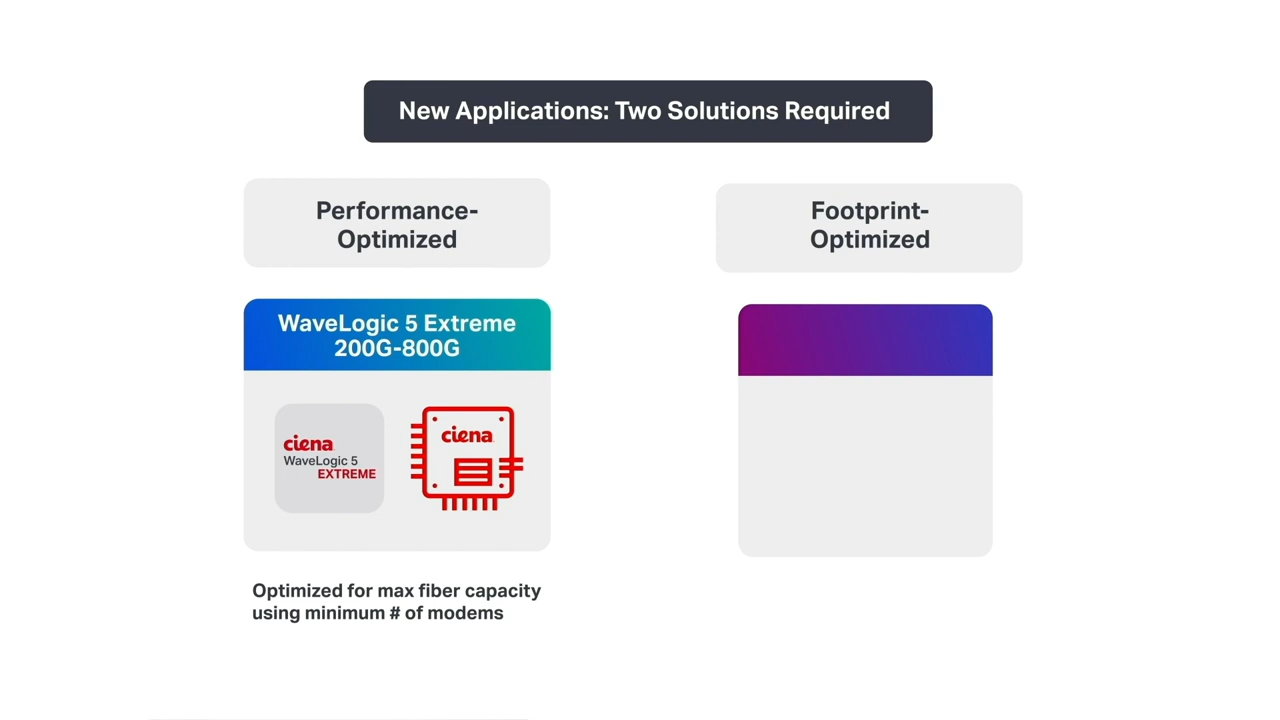 New Applications: Two Solutions Required
Performance-
Optimized
Footprint-
Optimized
WaveLogic 5 Extreme
200G-800G
ciena
WaveLogic 5
EXTREME
ciena
Optimized for max fiber capacity
using minimum # of modems